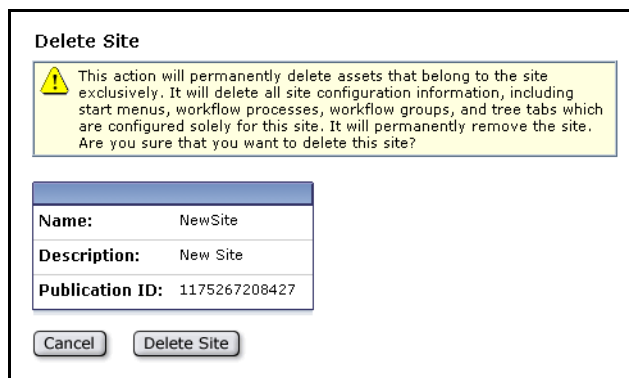 Delete Site
This action will permanently delete assets that belong to the site
exclusively. It will delete all site configuration information, including
start menus, workflow processes, workflow groups, and tree tabs which
are configured solely for this site. It will permanently remove the site.
Are you sure that you want to delete this site?
Name: NewSite
Description: New Site
Publication ID: 1175267208427
Cancel Delete Site